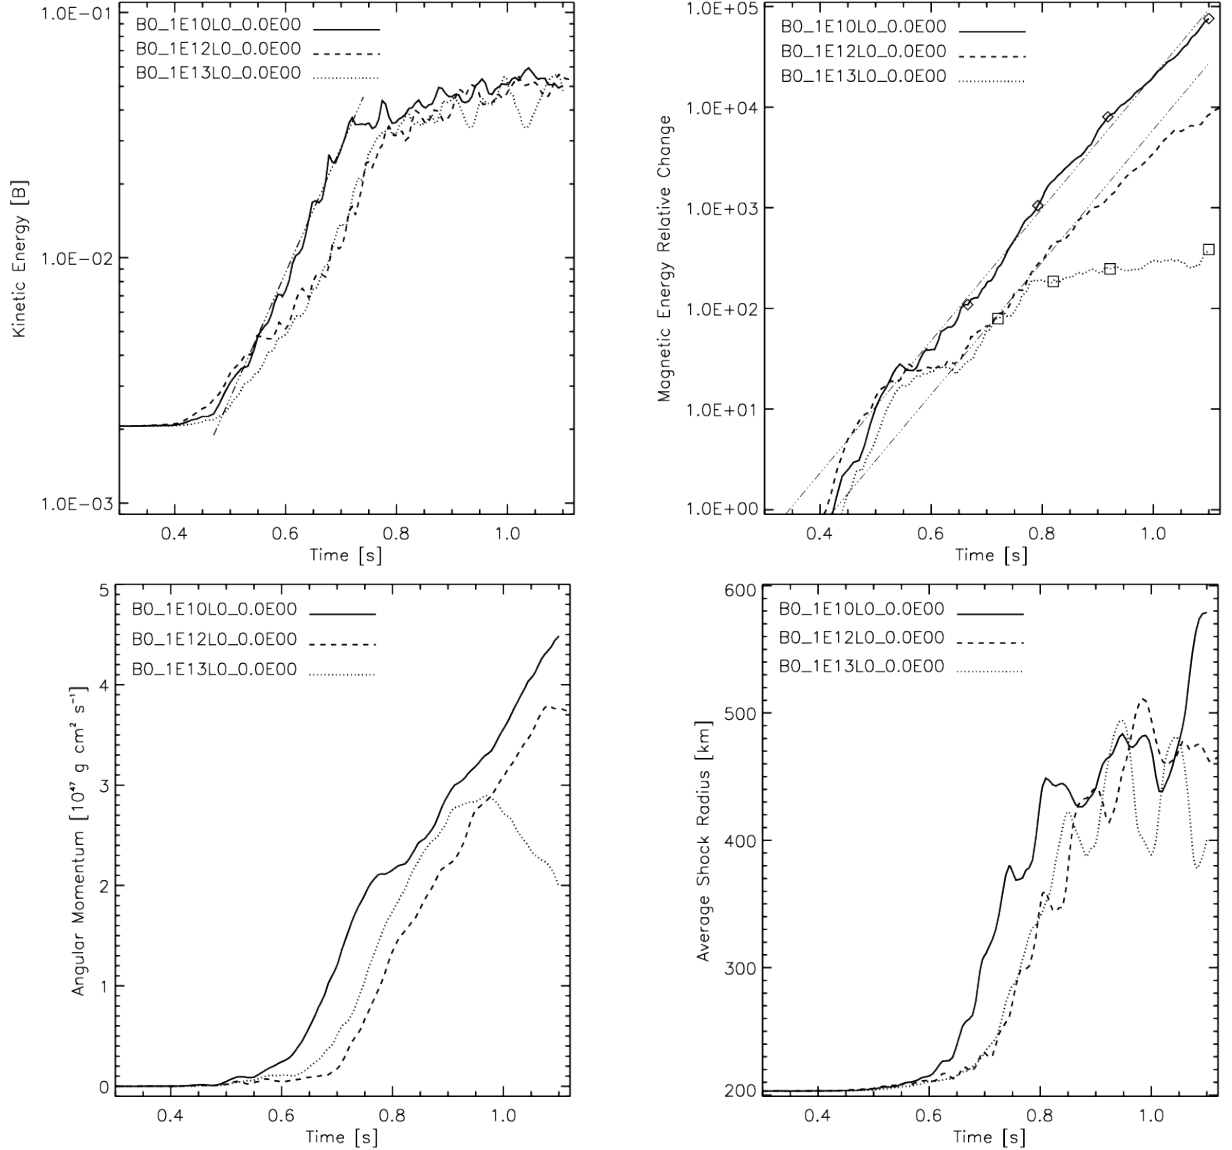 1.0E−01
B0_1E10L0_0.0E00
B0_1E12L0_0.0E00
B0_1E13L0_0.0E00
Kinetic Energy [B]
1.0E−02
1.0E−03
0.4 0.6 0.8 1.0
Time [s]
1.0E+05
B0_1E10L0_0.0E00
B0_1E12L0_0.0E00
B0_1E13L0_0.0E00
1.0E+04
Magnetic Energy Relative Change
1.0E+03
1.0E+02
1.0E+01
1.0E+00
0.4 0.6 0.8 1.0
Time [s]
5
B0_1E10L0_0.0E00
B0_1E12L0_0.0E00
B0_1E13L0_0.0E00
4
Angular Momentum [10⁴⁷ g cm² s⁻¹]
3
2
1
0
0.4 0.6 0.8 1.0
Time [s]
600
B0_1E10L0_0.0E00
B0_1E12L0_0.0E00
B0_1E13L0_0.0E00
500
Average Shock Radius [km]
400
300
200
0.4 0.6 0.8 1.0
Time [s]